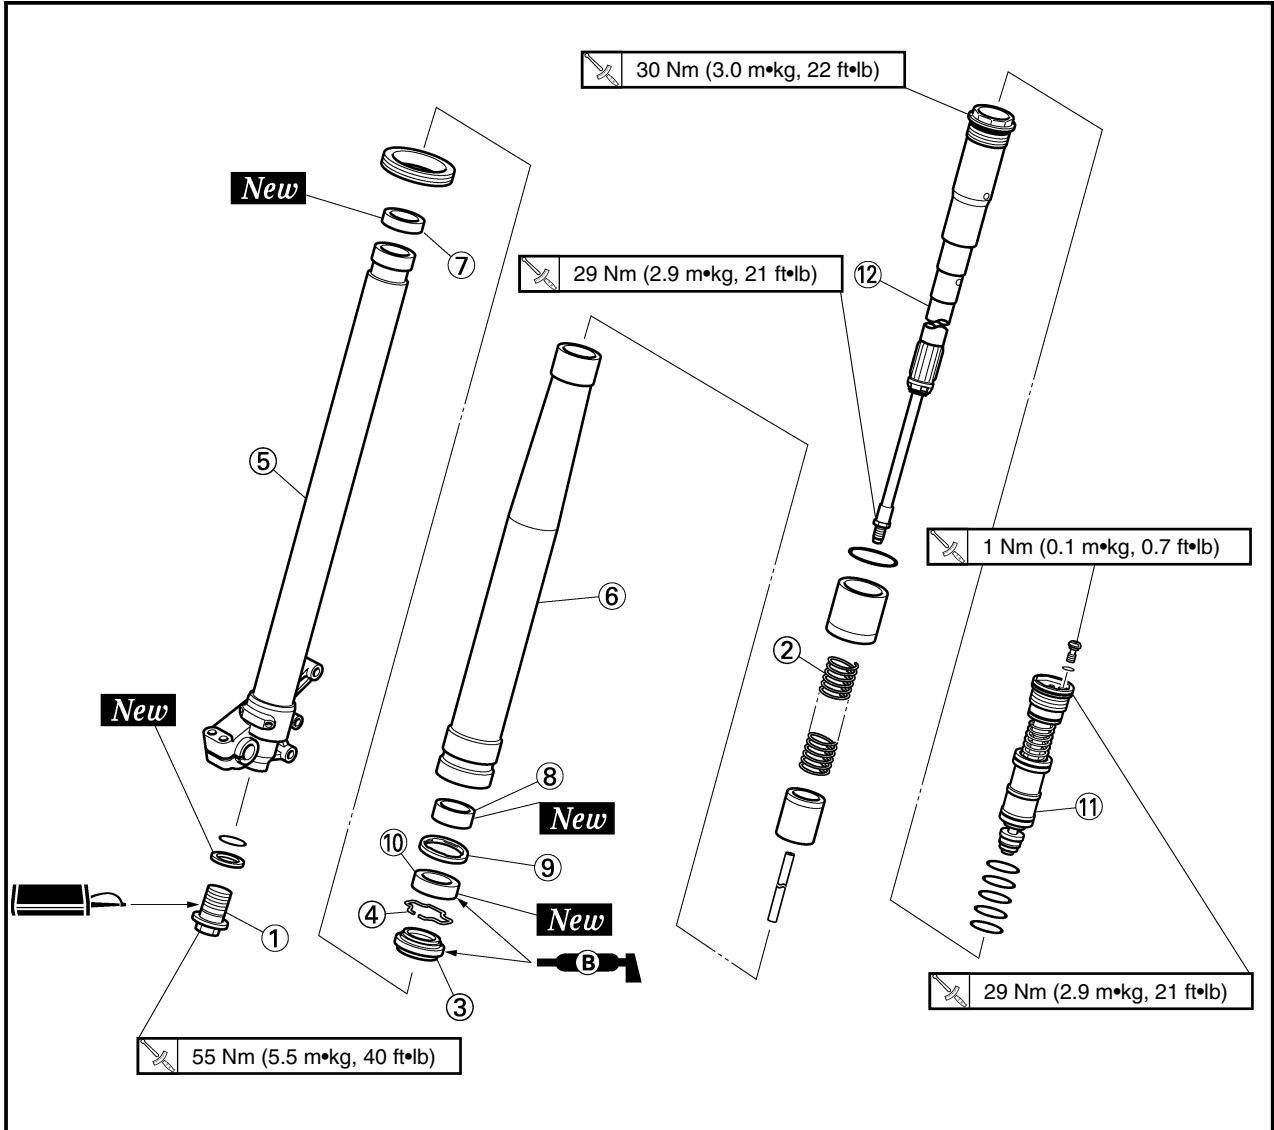 30 Nm (3.0 m•kg, 22 ft•lb)
New
⑦
29 Nm (2.9 m•kg, 21 ft•lb)
⑫
⑤
1 Nm (0.1 m•kg, 0.7 ft•lb)
⑥
②
New
⑧
⑪
New
⑩
⑨
④
New
①
B
③
29 Nm (2.9 m•kg, 21 ft•lb)
55 Nm (5.5 m•kg, 40 ft•lb)